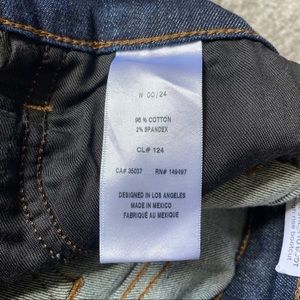 W 00/24
98 % COTTON
2% SPANDEX
CL# 124
CA# 35037 RN# 149497
DESIGNED IN LOS ANGELES
MADE IN MEXICO
FABRIQUÉ AU MEXIQUE